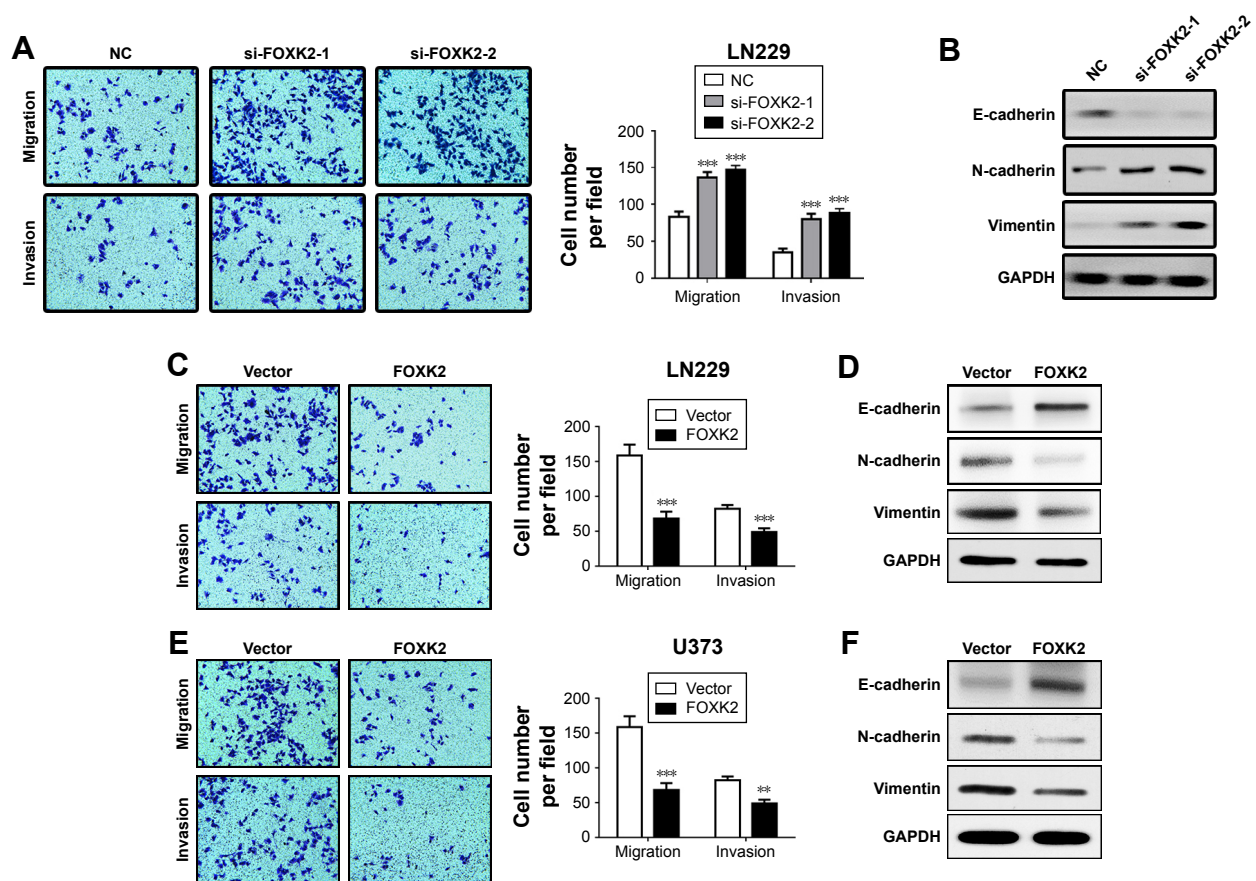 A
NC
si-FOXK2-1
si-FOXK2-2
Migration
Invasion
LN229
NC
si-FOXK2-1
si-FOXK2-2
Cell number
per field
200
150
100
50
0
***
***
***
***
Migration
Invasion
B
NC
si-FOXK2-1
si-FOXK2-2
E-cadherin
N-cadherin
Vimentin
GAPDH
C
Vector
FOXK2
Migration
Invasion
LN229
Vector
FOXK2
Cell number
per field
200
150
100
50
0
***
***
Migration
Invasion
D
Vector
FOXK2
E-cadherin
N-cadherin
Vimentin
GAPDH
E
Vector
FOXK2
Migration
Invasion
U373
Vector
FOXK2
Cell number
per field
200
150
100
50
0
***
**
Migration
Invasion
F
Vector
FOXK2
E-cadherin
N-cadherin
Vimentin
GAPDH